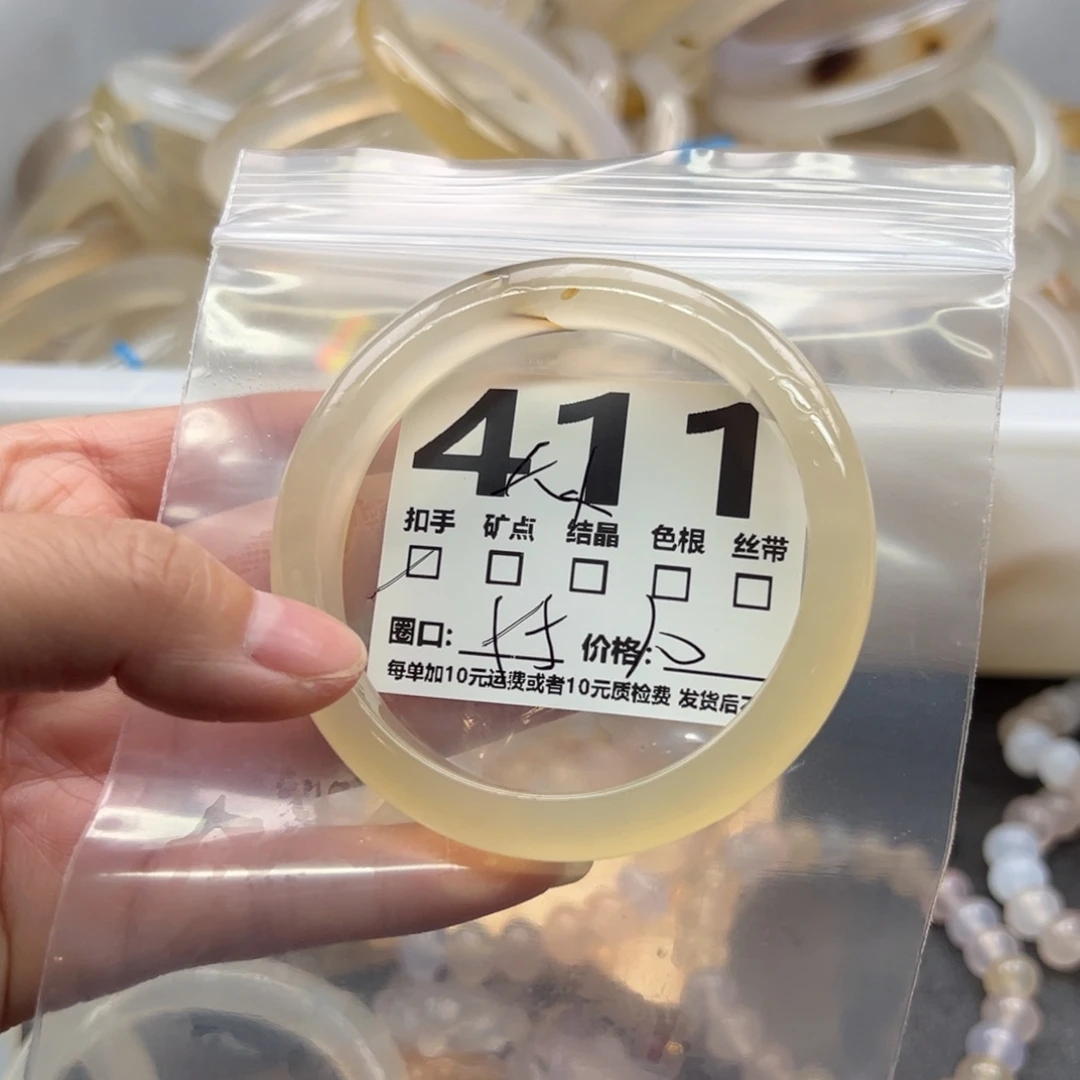 411
扣手 矿点 结晶 色根 丝带
圈口: 价格:
每单加10元运费或者10元质检费 发货后